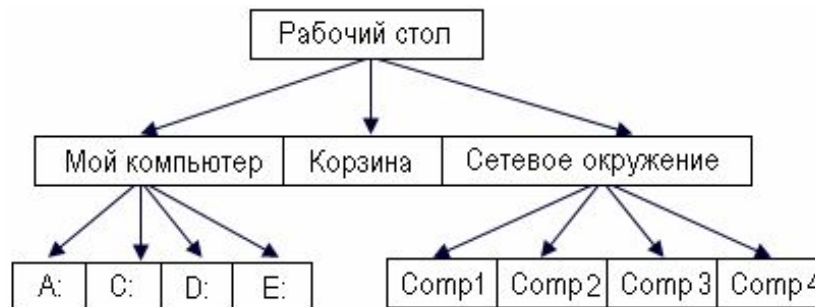 Рабочий стол
Мой компьютер Корзина Сетевое окружение
A: C: D: E: Comp1 Comp2 Comp3 Comp4